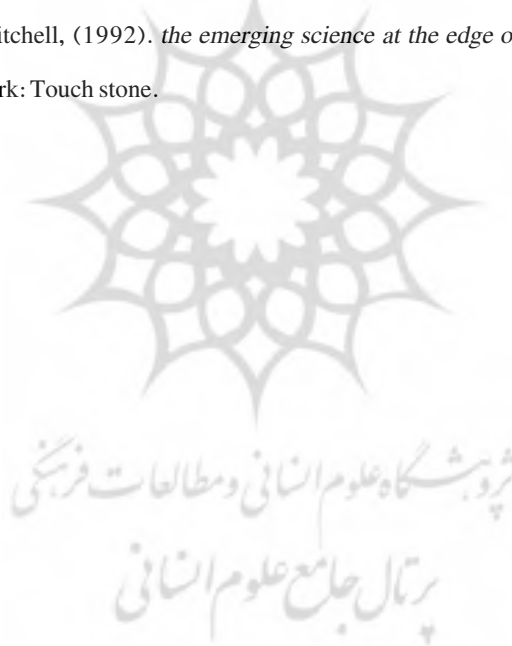 itchell, (1992). the emerging science at the edge o
rk: Touch stone.
پژوهشگاه علوم انسانی و مطالعات فرهنگی
پرتال جامع علوم انسانی